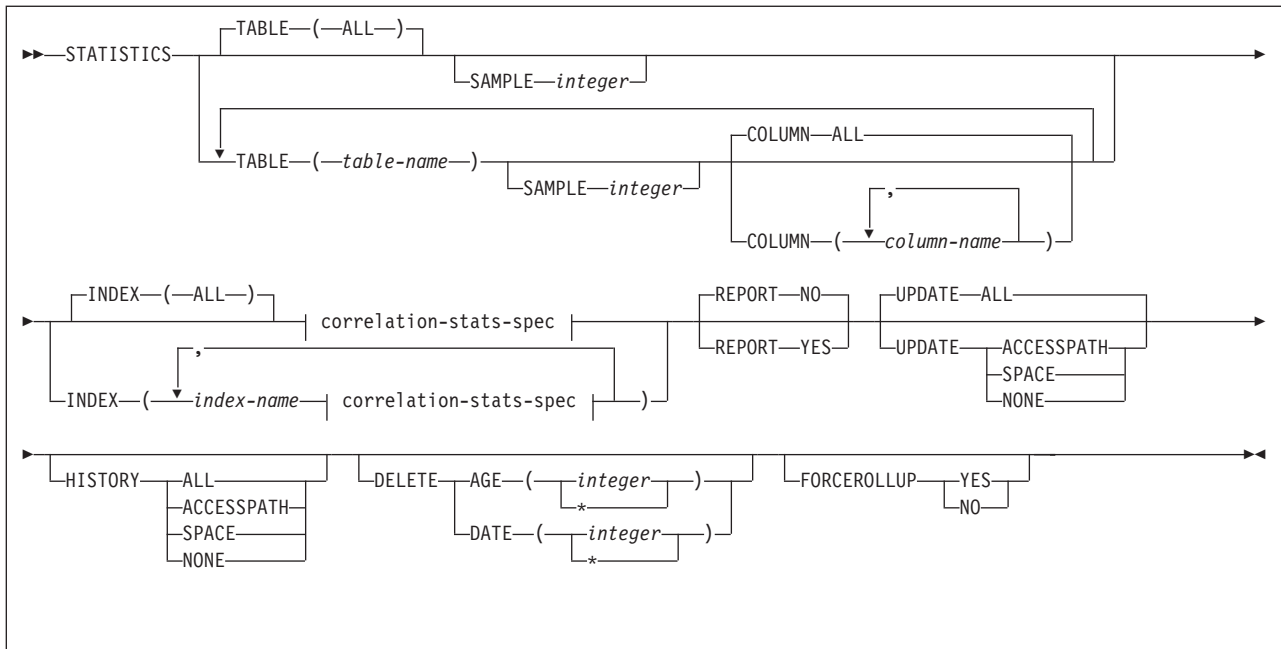 TABLE ( ALL )
STATISTICS
SAMPLE integer
COLUMN ALL
TABLE ( table-name )
SAMPLE integer
,
COLUMN ( column-name )
INDEX ( ALL ) REPORT NO UPDATE ALL
correlation-stats-spec
, REPORT YES UPDATE ACCESSPATH
SPACE
INDEX ( index-name correlation-stats-spec ) NONE
HISTORY ALL DELETE AGE ( integer ) FORCEROLLUP YES
ACCESSPATH * NO
SPACE DATE ( integer )
NONE *